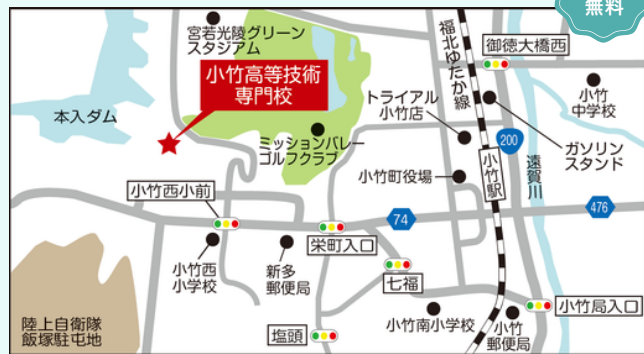 無料
宮若光陵グリーン
スタジアム
小竹高等技術
専門校
本入ダム
福北ゆたか線
御徳大橋西
小竹
中学校
トライアル
小竹店
ガソリン
スタンド
ミッションバレー
ゴルフクラブ
200
遠賀川
小竹町役場
小竹駅
小竹西小前
74
476
栄町入口
小竹西
小学校
新多
郵便局
七福
小竹局入口
陸上自衛隊
飯塚駐屯地
塩頭
小竹南小学校
小竹
郵便局